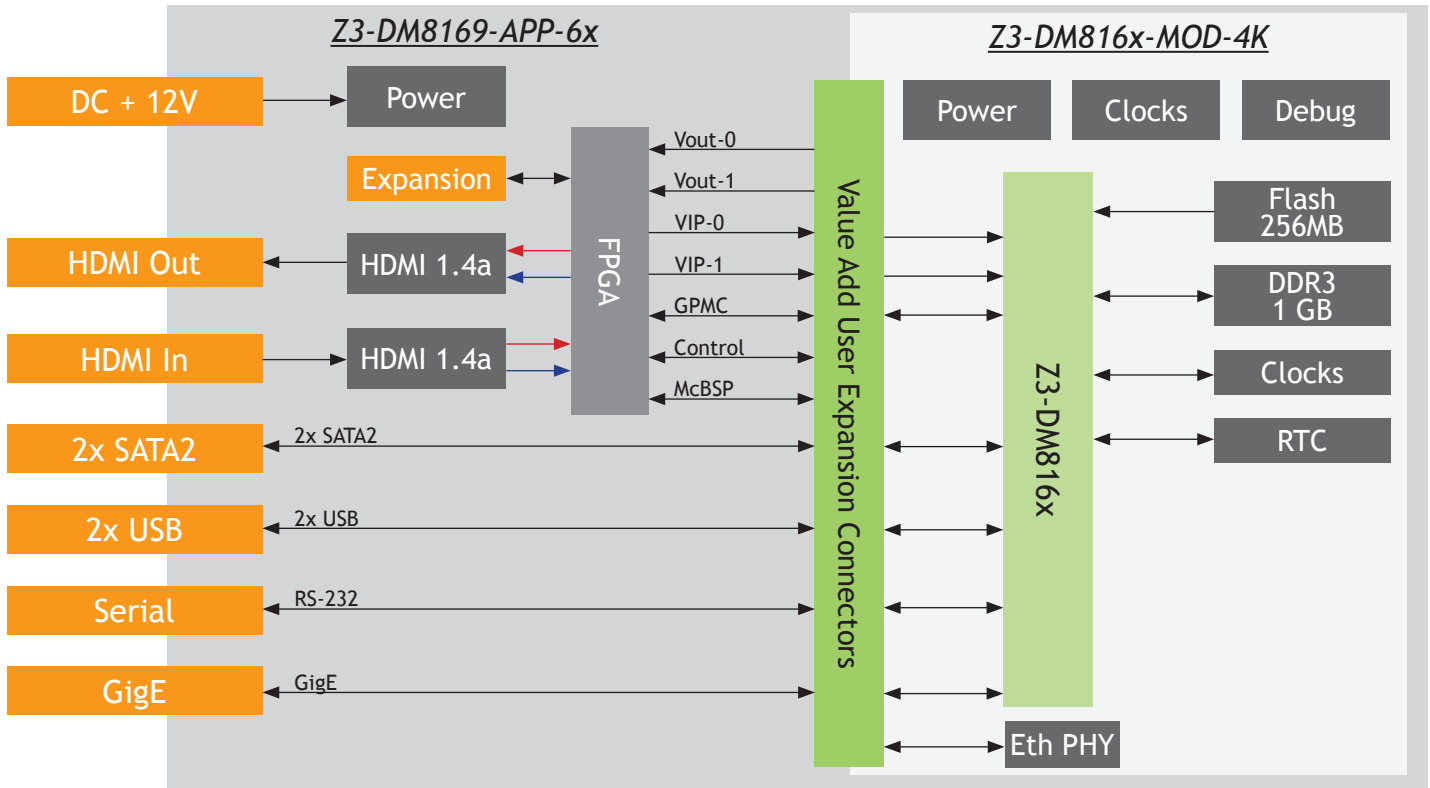 Z3-DM8169-APP-6x
Z3-DM816x-MOD-4K
DC + 12V
Power
Expansion
HDMI Out
HDMI 1.4a
HDMI In
HDMI 1.4a
2x SATA2
2x USB
Serial
GigE
FPGA
Vout-0
Vout-1
VIP-0
VIP-1
GPMC
Control
McBSP
2x SATA2
2x USB
RS-232
GigE
Value Add User Expansion Connectors
Power
Clocks
Debug
Z3-DM816x
Flash
256MB
DDR3
1 GB
Clocks
RTC
Eth PHY